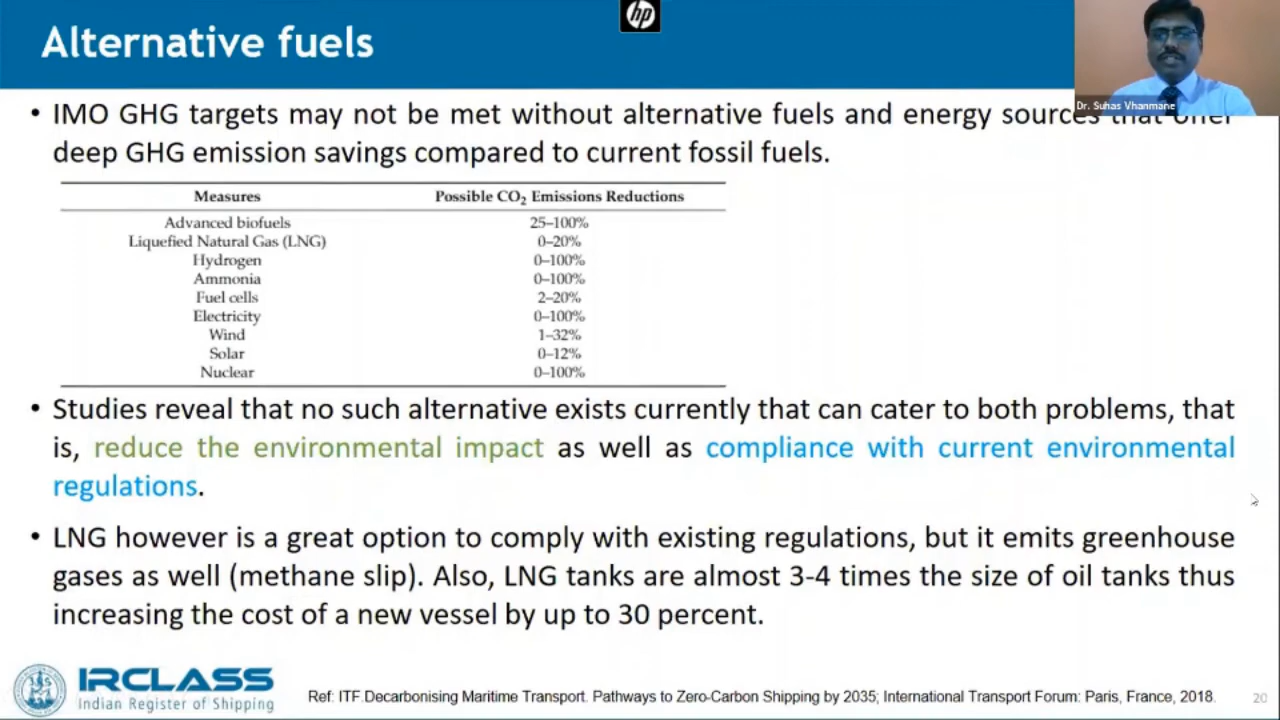 Alternative fuels
hp
Dr. Suhas Vhanmane
• IMO GHG targets may not be met without alternative fuels and energy sources that offer
deep GHG emission savings compared to current fossil fuels.
Measures Possible CO₂ Emissions Reductions
Advanced biofuels 25–100%
Liquefied Natural Gas (LNG) 0–20%
Hydrogen 0–100%
Ammonia 0–100%
Fuel cells 2–20%
Electricity 0–100%
Wind 1–32%
Solar 0–12%
Nuclear 0–100%
• Studies reveal that no such alternative exists currently that can cater to both problems, that
is, reduce the environmental impact as well as compliance with current environmental
regulations.
• LNG however is a great option to comply with existing regulations, but it emits greenhouse
gases as well (methane slip). Also, LNG tanks are almost 3-4 times the size of oil tanks thus
increasing the cost of a new vessel by up to 30 percent.
IRCLASS
Indian Register of Shipping
Ref: ITF.Decarbonising Maritime Transport. Pathways to Zero-Carbon Shipping by 2035; International Transport Forum: Paris, France, 2018.
20